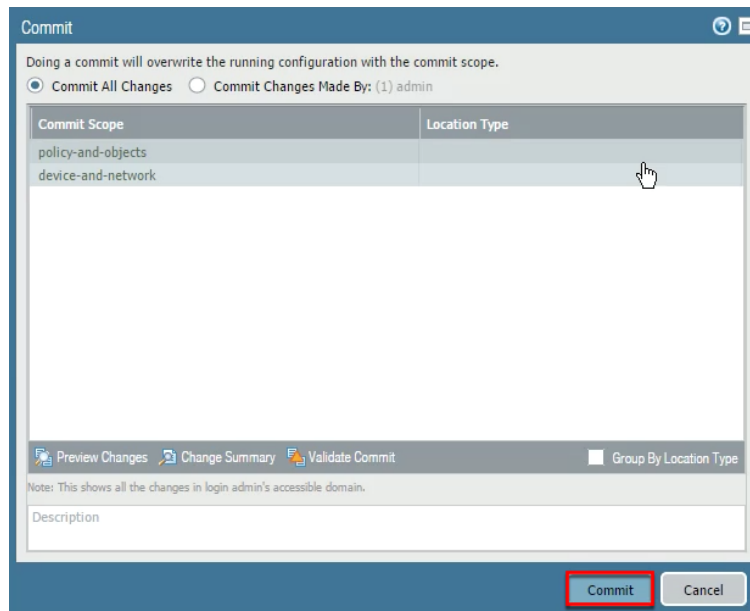 Commit
Doing a commit will overwrite the running configuration with the commit scope.
Commit All Changes Commit Changes Made By: (1) admin
Commit Scope Location Type
policy-and-objects
device-and-network
Preview Changes Change Summary Validate Commit Group By Location Type
Note: This shows all the changes in login admin's accessible domain.
Description
Commit Cancel